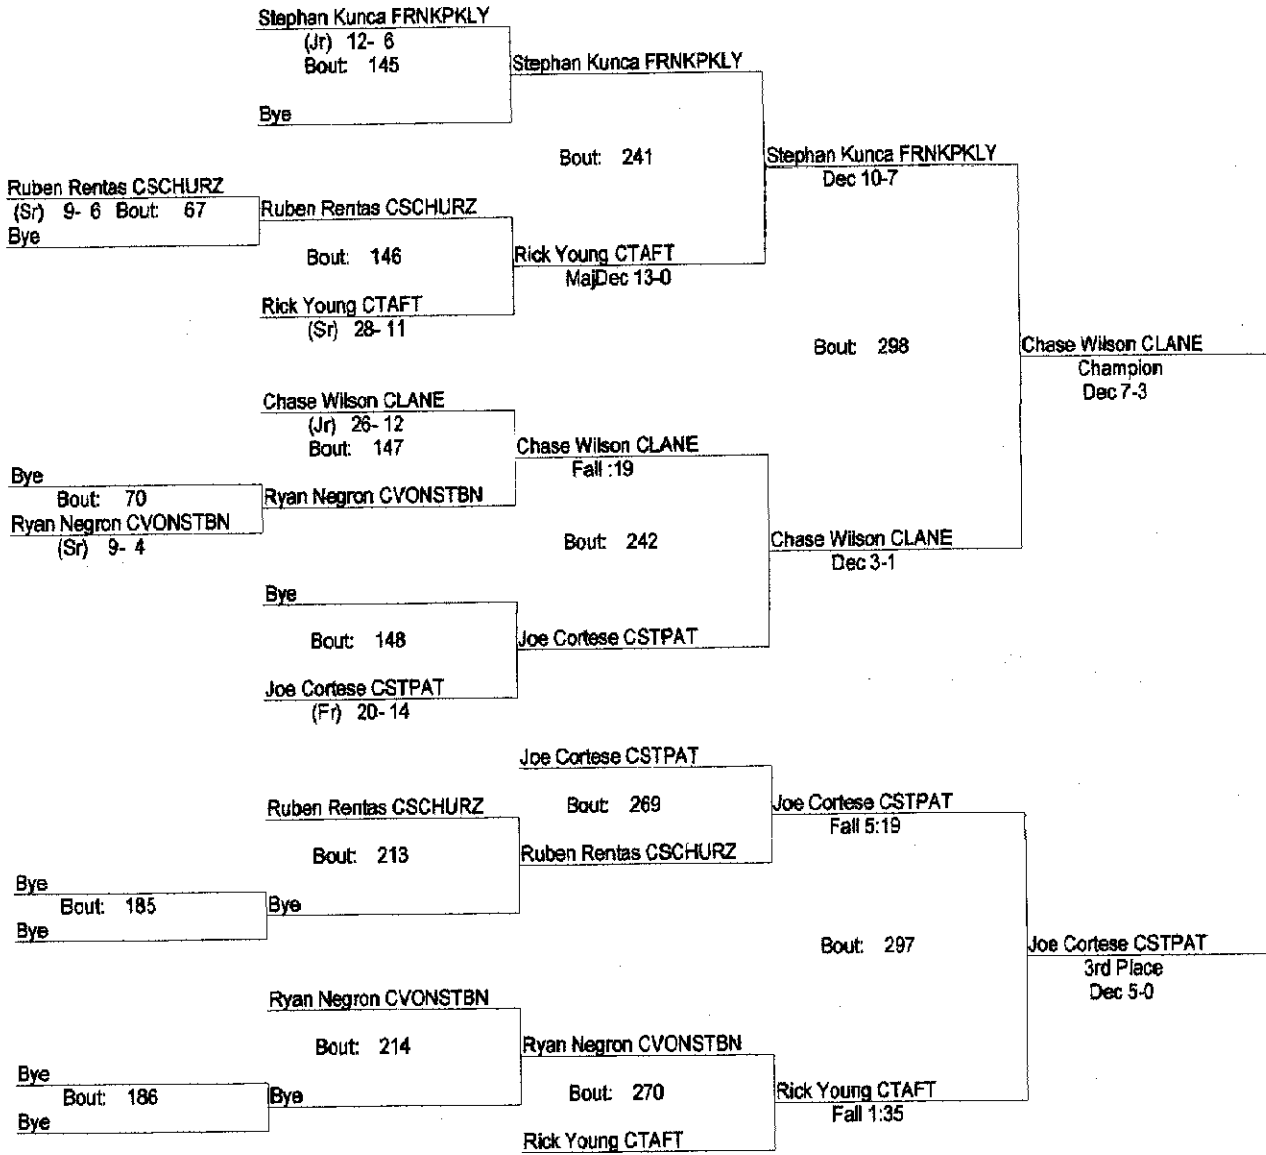 Stephan Kunca FRNKPKLY
(Jr) 12- 6
Bout: 145
Stephan Kunca FRNKPKLY
Bye
Bout: 241
Stephan Kunca FRNKPKLY
Dec 10-7
Ruben Rentas CSCHURZ
(Sr) 9- 6 Bout: 67
Bye
Ruben Rentas CSCHURZ
Bout: 146
Rick Young CTAFT
MajDec 13-0
Rick Young CTAFT
(Sr) 28- 11
Bout: 298
Chase Wilson CLANE
Champion
Dec 7-3
Chase Wilson CLANE
(Jr) 26- 12
Bout: 147
Chase Wilson CLANE
Fall :19
Bye
Bout: 70
Ryan Negron CVONSTBN
(Sr) 9- 4
Ryan Negron CVONSTBN
Bout: 242
Chase Wilson CLANE
Dec 3-1
Bye
Bout: 148
Joe Cortese CSTPAT
Joe Cortese CSTPAT
(Fr) 20- 14
Joe Cortese CSTPAT
Bout: 269
Joe Cortese CSTPAT
Fall 5:19
Ruben Rentas CSCHURZ
Bout: 213
Ruben Rentas CSCHURZ
Bye
Bout: 185
Bye
Bye
Bout: 297
Joe Cortese CSTPAT
3rd Place
Dec 5-0
Ryan Negron CVONSTBN
Bout: 214
Ryan Negron CVONSTBN
Bye
Bout: 186
Bye
Bye
Bout: 270
Rick Young CTAFT
Fall 1:35
Rick Young CTAFT